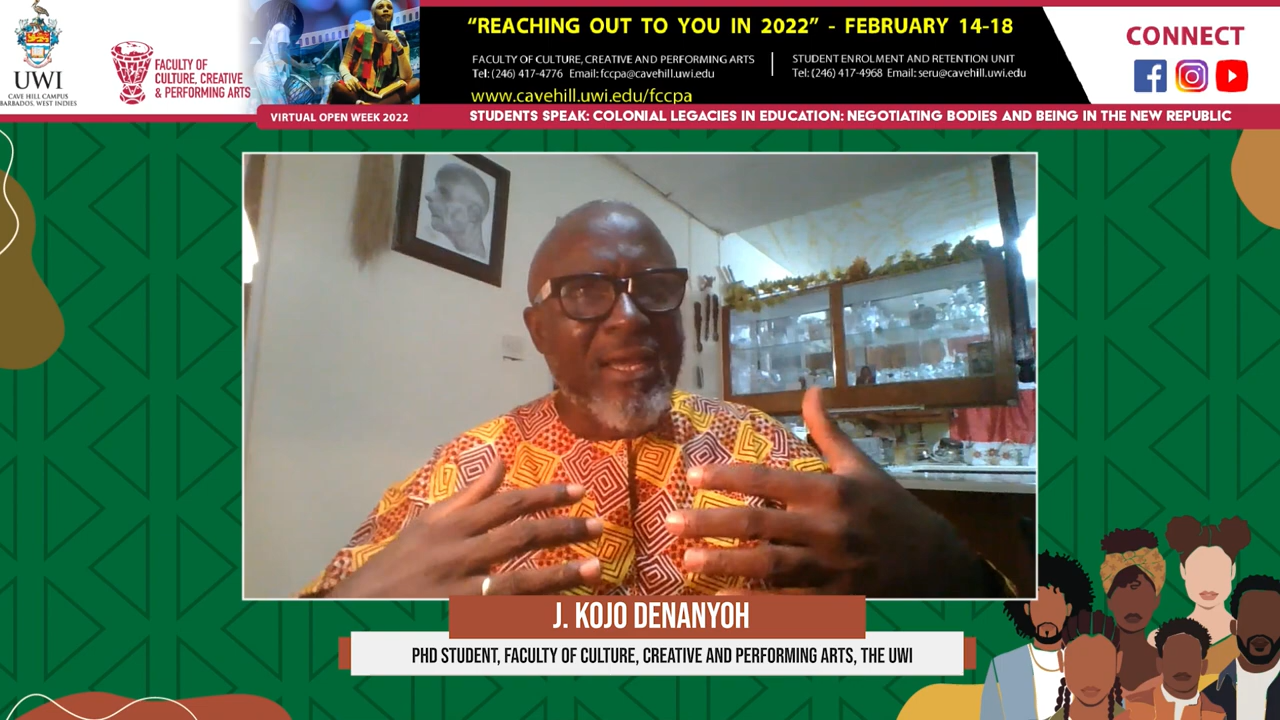 UWI
CAVE HILL CAMPUS
BARBADOS, WEST INDIES
FACULTY OF
CULTURE, CREATIVE
& PERFORMING ARTS
“REACHING OUT TO YOU IN 2022” - FEBRUARY 14-18
FACULTY OF CULTURE, CREATIVE AND PERFORMING ARTS
Tel: (246) 417-4776 Email: fccpa@cavehill.uwi.edu
www.cavehill.uwi.edu/fccpa
STUDENT ENROLMENT AND RETENTION UNIT
Tel: (246) 417-4968 Email: seru@cavehill.uwi.edu
CONNECT
VIRTUAL OPEN WEEK 2022
STUDENTS SPEAK: COLONIAL LEGACIES IN EDUCATION: NEGOTIATING BODIES AND BEING IN THE NEW REPUBLIC
J. KOJO DENANYOH
PHD STUDENT, FACULTY OF CULTURE, CREATIVE AND PERFORMING ARTS, THE UWI